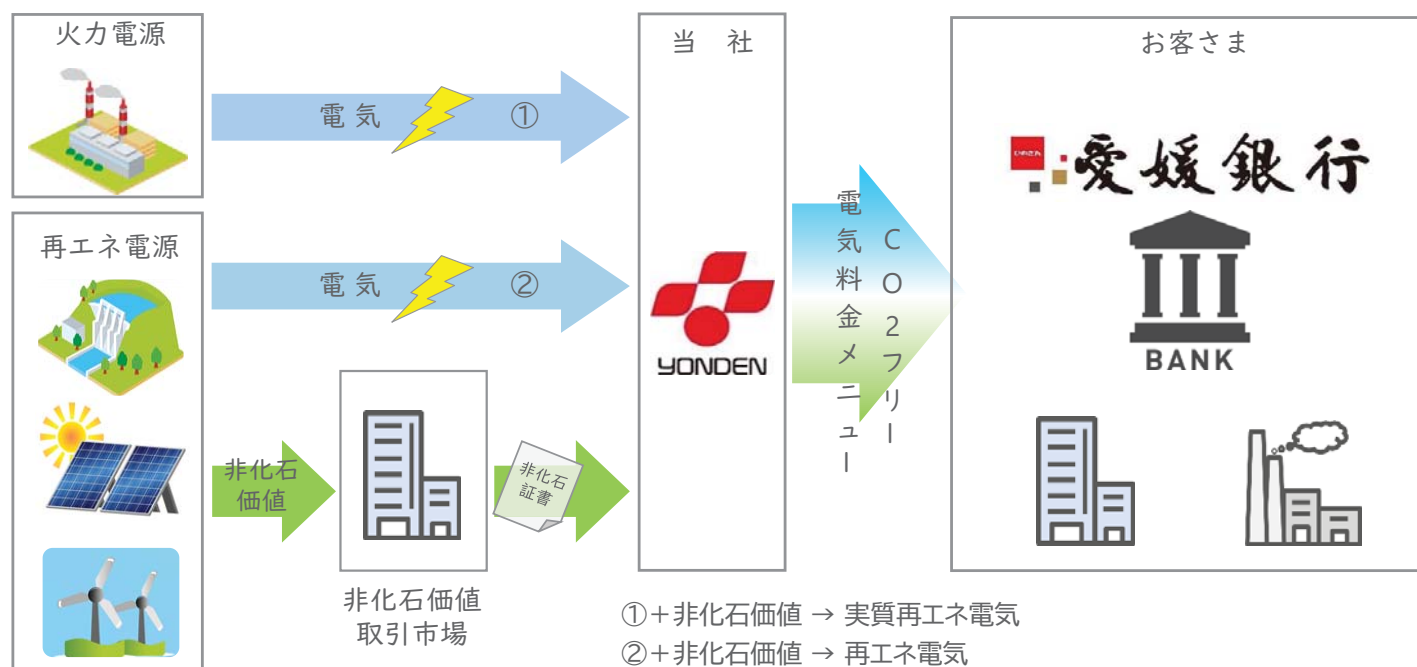 火力電源
電気 ①
再エネ電源
電気 ②
非化石
価値
非化石価値
取引市場
非化石
証書
当 社
YONDEN
CO2フリー
電気料金メニュー
お客さま
愛媛銀行
BANK
①+非化石価値 → 実質再エネ電気
②+非化石価値 → 再エネ電気